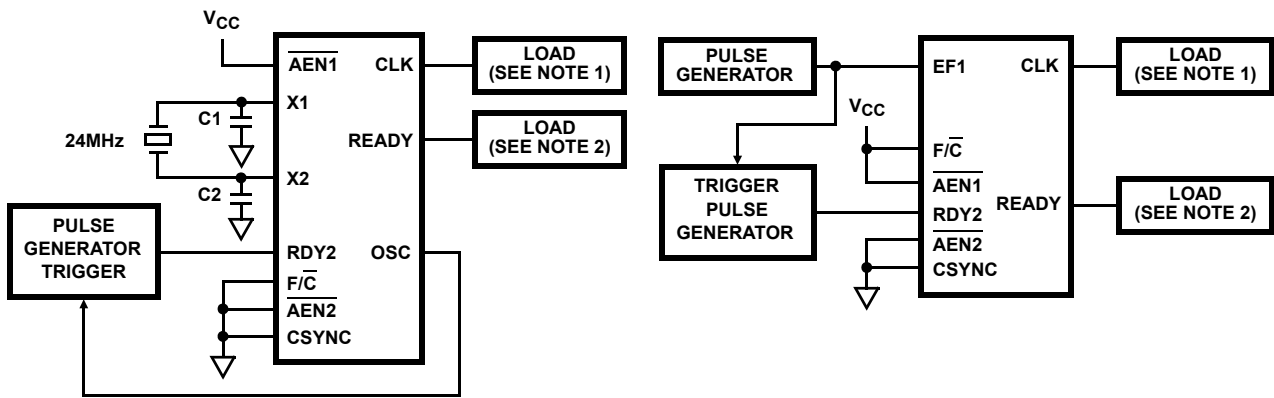 VCC
AEN1
CLK
LOAD
(SEE NOTE 1)
X1
C1
24MHz
READY
LOAD
(SEE NOTE 2)
X2
C2
PULSE
GENERATOR
TRIGGER
RDY2
OSC
F/C
AEN2
CSYNC
PULSE
GENERATOR
EF1
CLK
LOAD
(SEE NOTE 1)
VCC
F/C
TRIGGER
PULSE
GENERATOR
AEN1
RDY2
READY
LOAD
(SEE NOTE 2)
AEN2
CSYNC